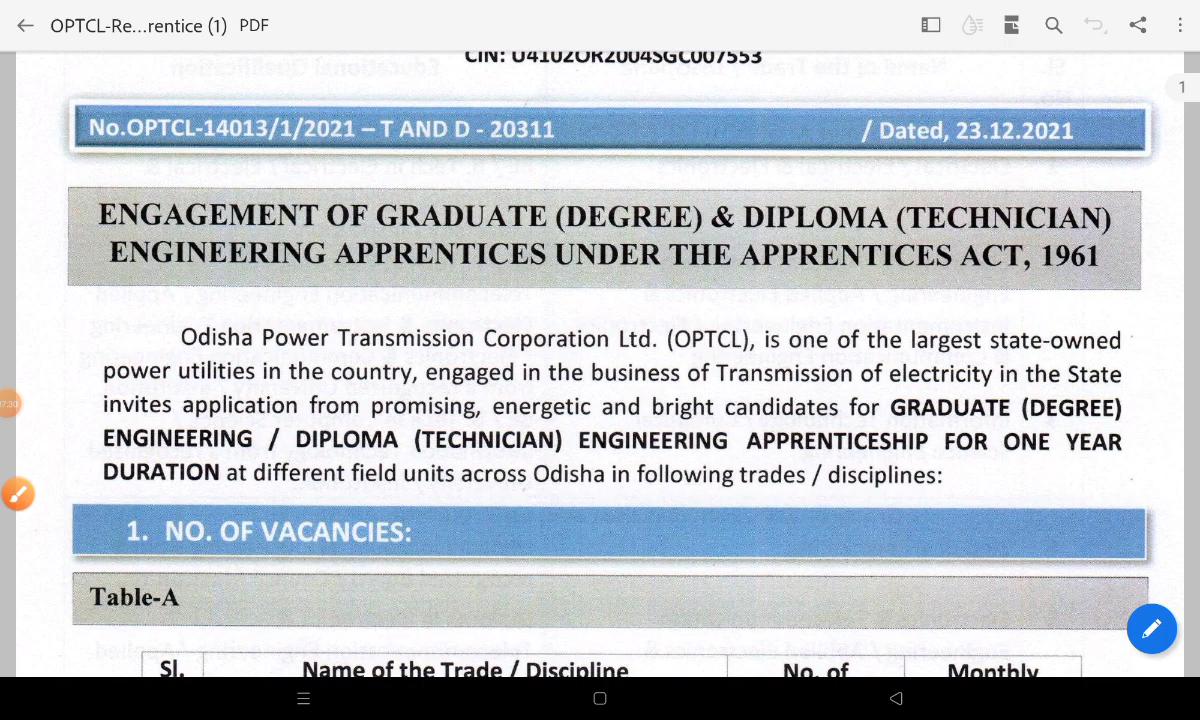 OPTCL-Re...rentice (1) PDF
CIN: U4102OR2004SGC007553
1
No.OPTCL-14013/1/2021 – T AND D - 20311 / Dated, 23.12.2021
ENGAGEMENT OF GRADUATE (DEGREE) & DIPLOMA (TECHNICIAN)
ENGINEERING APPRENTICES UNDER THE APPRENTICES ACT, 1961
Odisha Power Transmission Corporation Ltd. (OPTCL), is one of the largest state-owned
power utilities in the country, engaged in the business of Transmission of electricity in the State
invites application from promising, energetic and bright candidates for GRADUATE (DEGREE)
ENGINEERING / DIPLOMA (TECHNICIAN) ENGINEERING APPRENTICESHIP FOR ONE YEAR
DURATION at different field units across Odisha in following trades / disciplines:
1. NO. OF VACANCIES:
Table-A
Sl. Name of the Trade / Discipline No. of Monthly